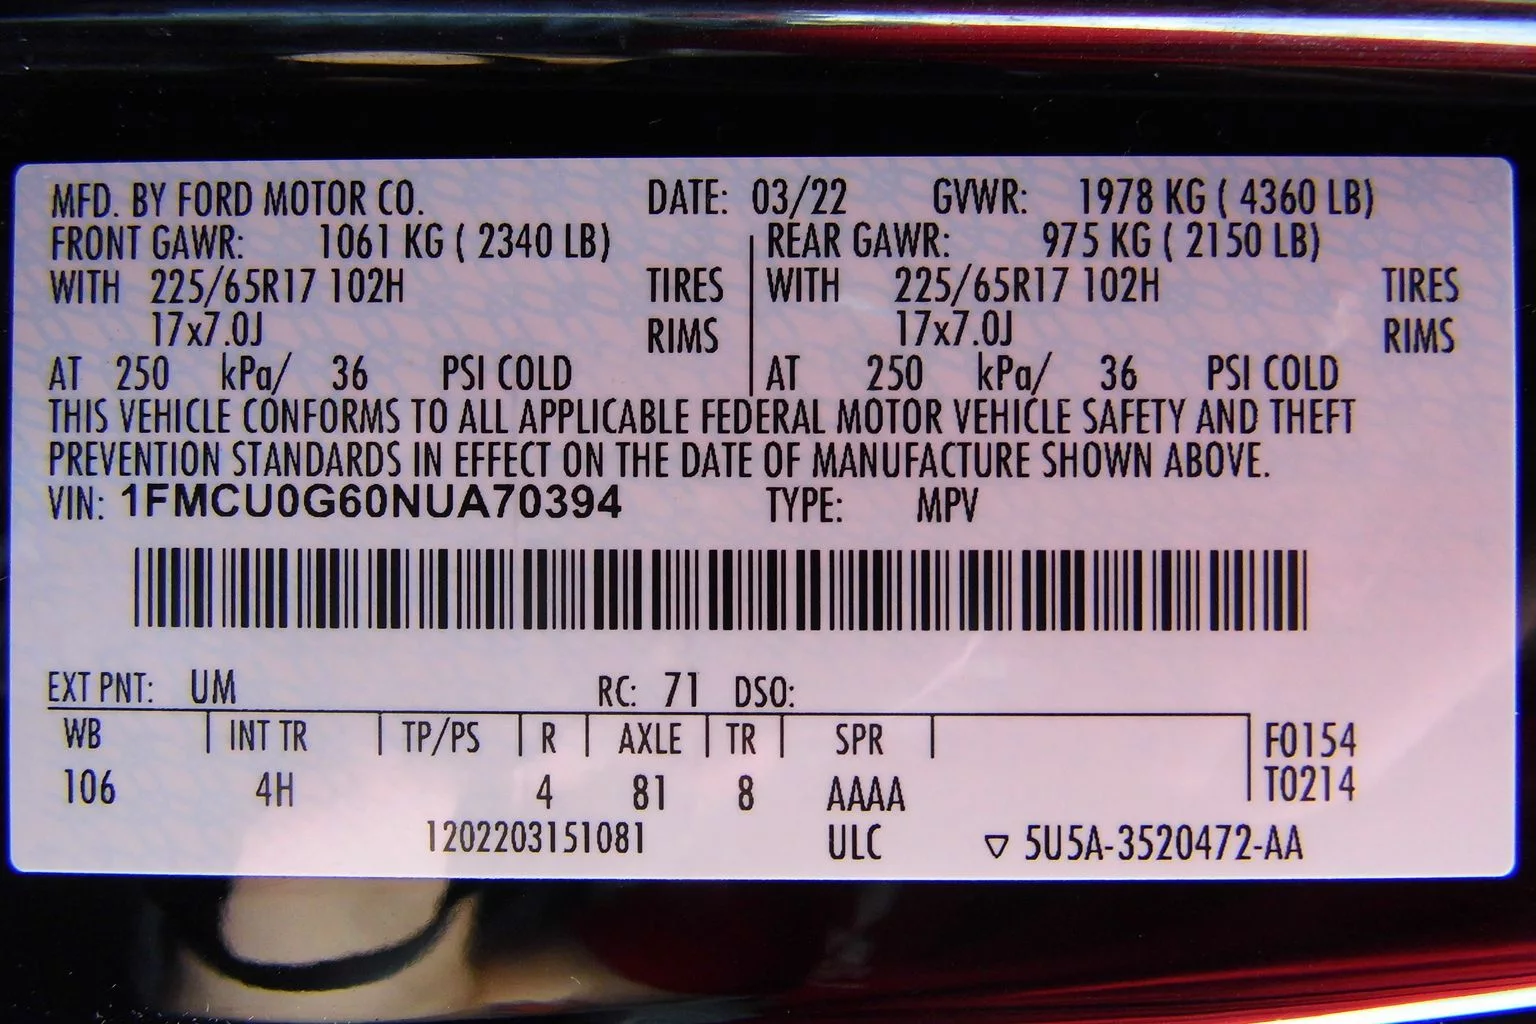 MFD. BY FORD MOTOR CO. DATE: 03/22 GVWR: 1978 KG ( 4360 LB)
FRONT GAWR: 1061 KG ( 2340 LB) REAR GAWR: 975 KG ( 2150 LB)
WITH 225/65R17 102H TIRES WITH 225/65R17 102H TIRES
17x7.0J RIMS 17x7.0J RIMS
AT 250 kPa/ 36 PSI COLD AT 250 kPa/ 36 PSI COLD
THIS VEHICLE CONFORMS TO ALL APPLICABLE FEDERAL MOTOR VEHICLE SAFETY AND THEFT
PREVENTION STANDARDS IN EFFECT ON THE DATE OF MANUFACTURE SHOWN ABOVE.
VIN: 1FMCU0G60NUA70394 TYPE: MPV
EXT PNT: UM RC: 71 DSO:
WB INT TR TP/PS R AXLE TR SPR F0154
106 4H 4 81 8 AAAA T0214
1202203151081 ULC ▽ 5U5A-3520472-AA